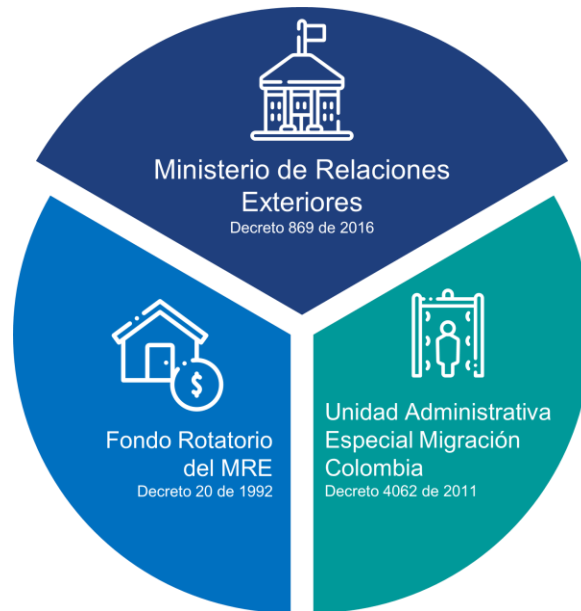 Ministerio de Relaciones
Exteriores
Decreto 869 de 2016
$
Fondo Rotatorio
del MRE
Decreto 20 de 1992
Unidad Administrativa
Especial Migración
Colombia
Decreto 4062 de 2011